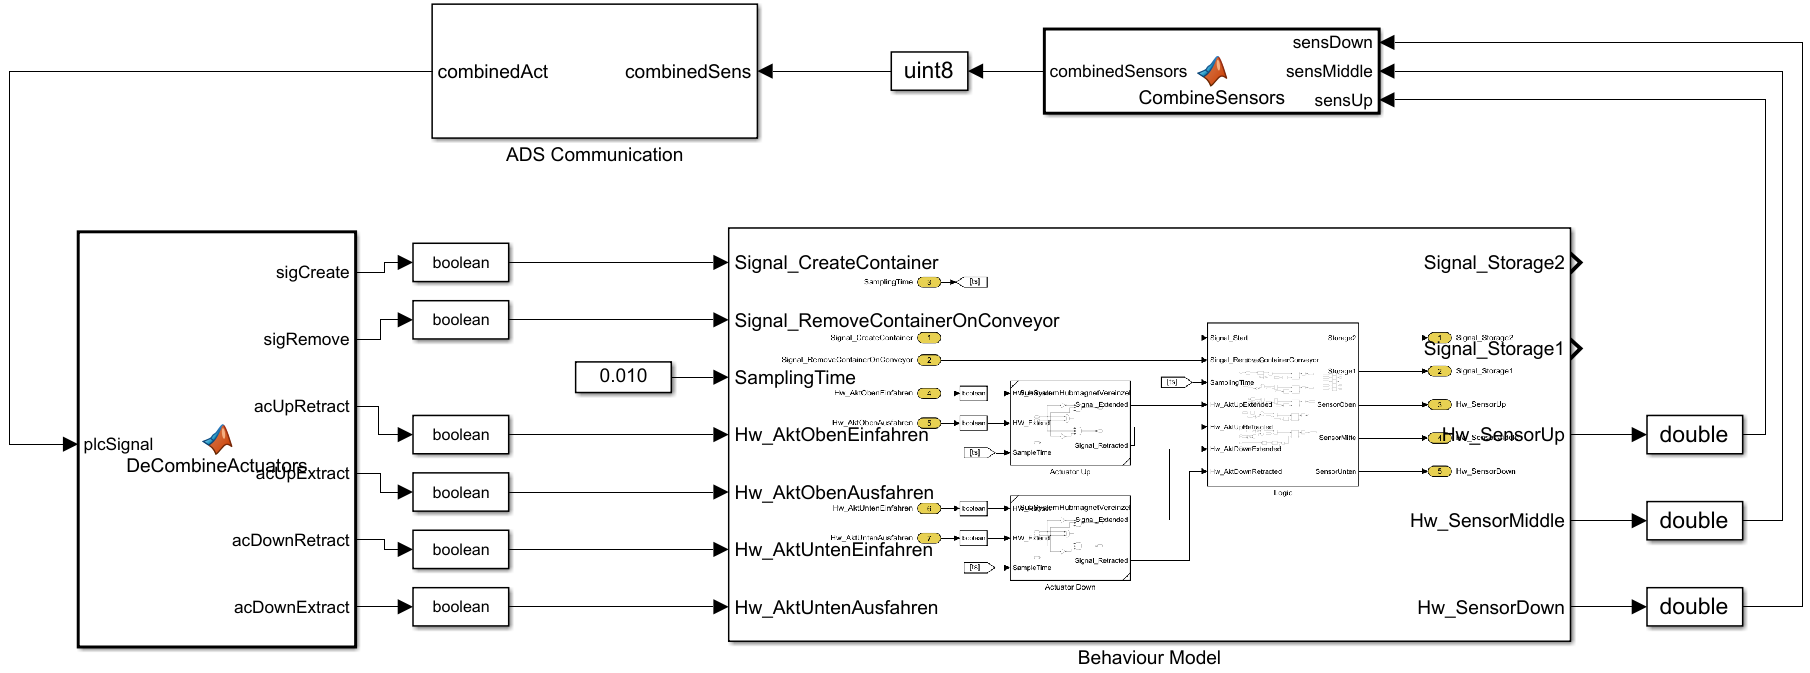 combinedAct
combinedSens
ADS Communication
uint8
combinedSensors
CombineSensors
sensDown
sensMiddle
sensUp
plcSignal
DeCombineActuators
sigCreate
sigRemove
acUpRetract
acUpExtract
acDownRetract
acDownExtract
boolean
boolean
boolean
boolean
boolean
boolean
0.010
Signal_CreateContainer
Signal_RemoveContainerOnConveyor
SamplingTime
Hw_AktObenEinfahren
Hw_AktObenAusfahren
Hw_AktUntenEinfahren
Hw_AktUntenAusfahren
SamplingTime
3
[ts]
Signal_CreateContainer
1
Signal_RemoveContainerOnConveyor
2
Hw_AktObenEinfahren
4
boolean
Hw_AktObenAusfahren
5
boolean
[ts]
HW_Extend
SampleTime
Signal_Extended
Signal_Retracted
Actuator Up
Hw_AktUntenEinfahren
6
boolean
Hw_AktUntenAusfahren
7
boolean
[ts]
HW_Extend
SampleTime
Signal_Extended
Signal_Retracted
Actuator Down
[ts]
Signal_Start
Singal_RemoveContainerConveyor
SamplingTime
Hw_AktUpExtended
Hw_AktUpRetracted
Hw_AktDownExtended
Hw_AktDownRetracted
Storage2
Storage1
SensorOben
SensorMitte
SensorUnten
Logic
1
Signal_Storage2
2
Signal_Storage1
3
Hw_SensorUp
4
5
Hw_SensorDown
Signal_Storage2
Signal_Storage1
Hw_SensorUp
Hw_SensorMiddle
Hw_SensorDown
double
double
double
Behaviour Model